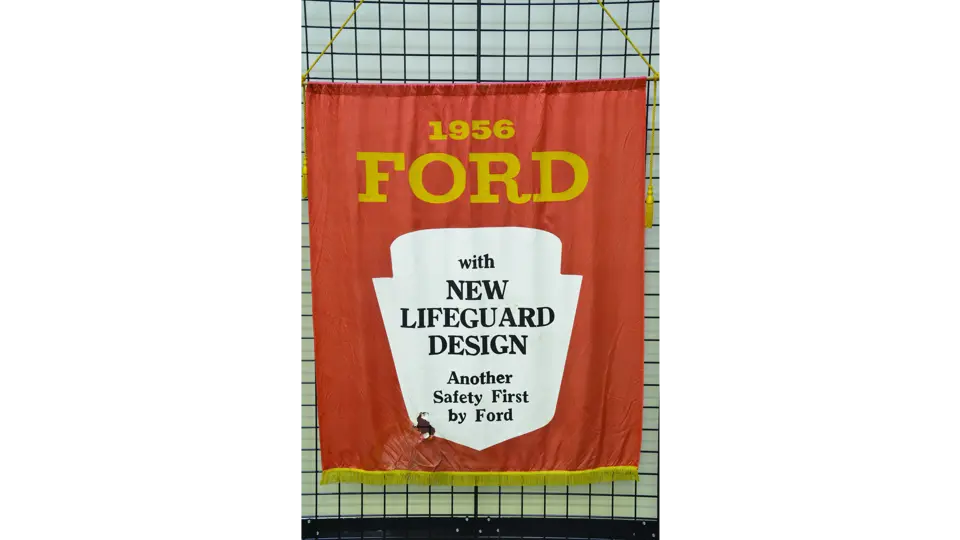 1956
FORD
with
NEW
LIFEGUARD
DESIGN
Another
Safety First
by Ford